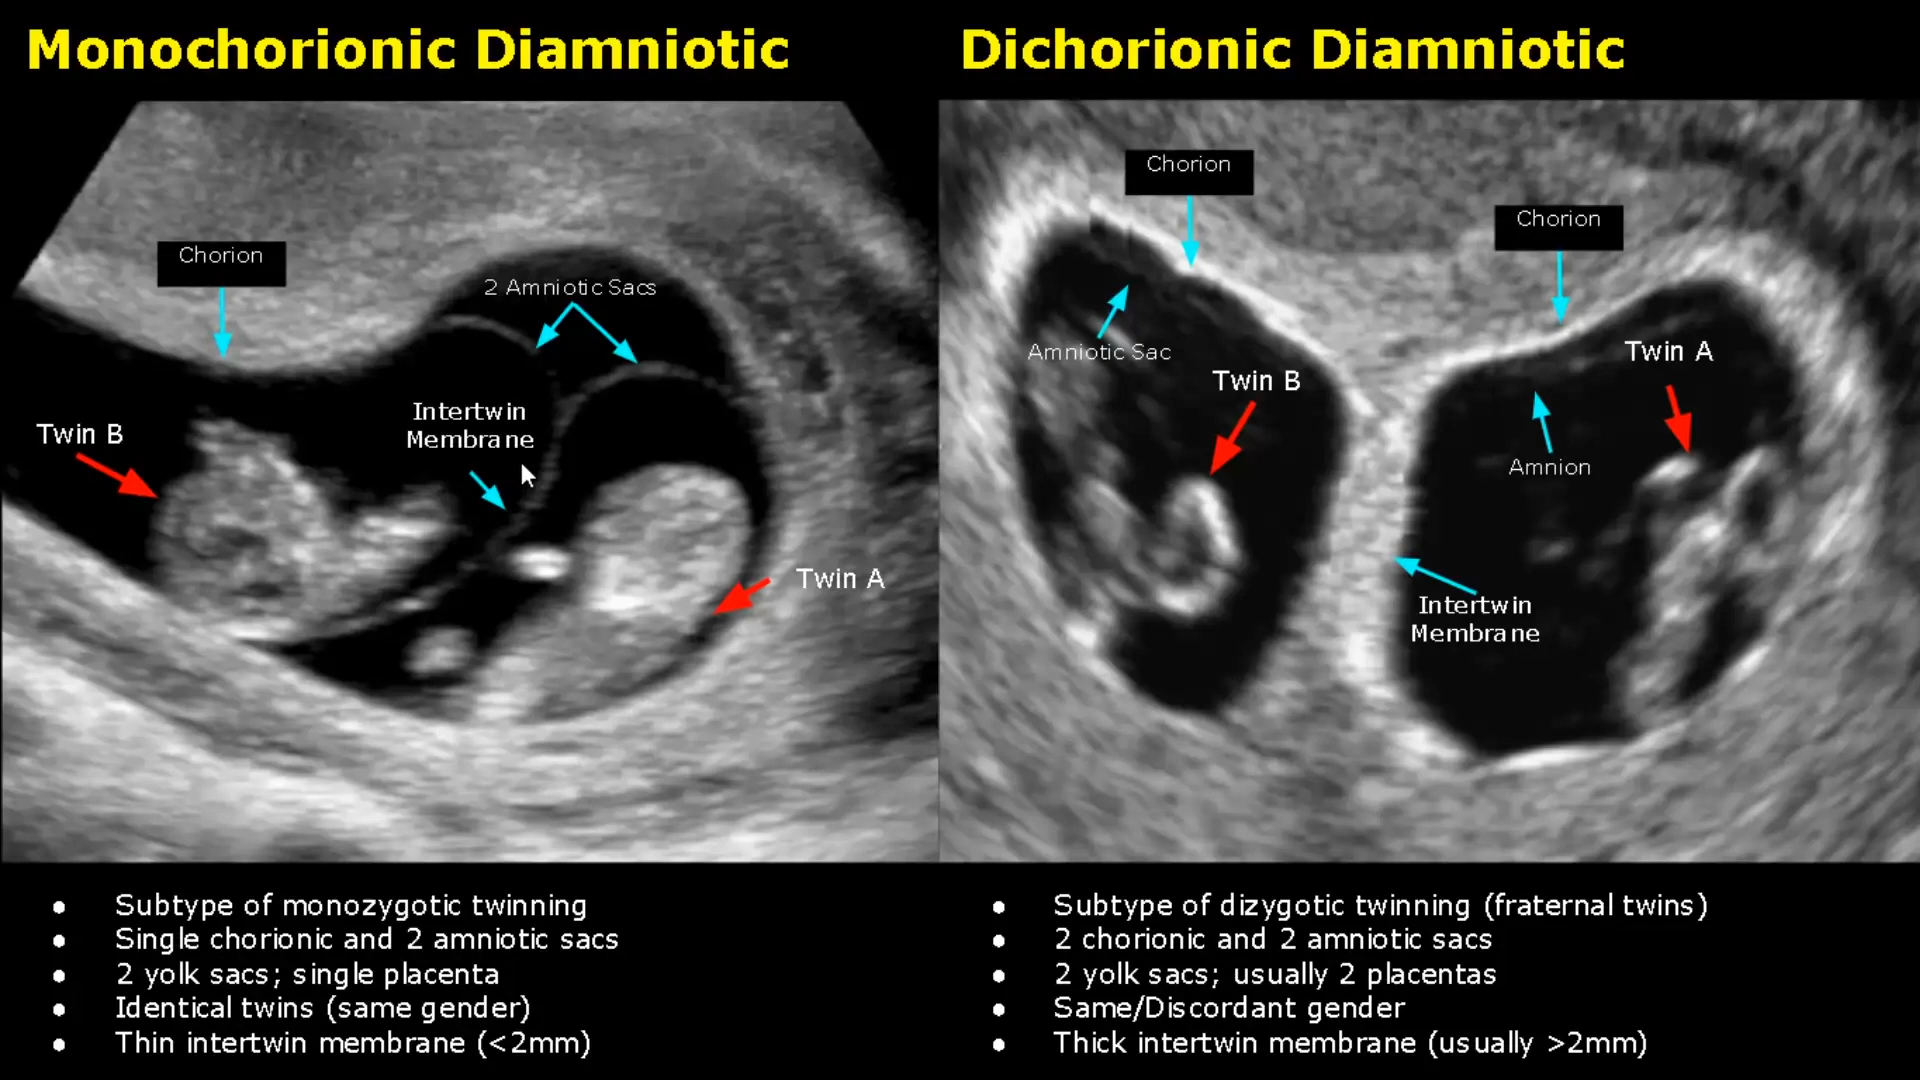 Monochorionic Diamniotic
Chorion
2 Amniotic Sacs
Intertwin
Membrane
Twin B
Twin A
• Subtype of monozygotic twinning
• Single chorionic and 2 amniotic sacs
• 2 yolk sacs; single placenta
• Identical twins (same gender)
• Thin intertwin membrane (<2mm)
Dichorionic Diamniotic
Chorion
Chorion
Amniotic Sac
Twin B
Twin A
Amnion
Intertwin
Membrane
• Subtype of dizygotic twinning (fraternal twins)
• 2 chorionic and 2 amniotic sacs
• 2 yolk sacs; usually 2 placentas
• Same/Discordant gender
• Thick intertwin membrane (usually >2mm)